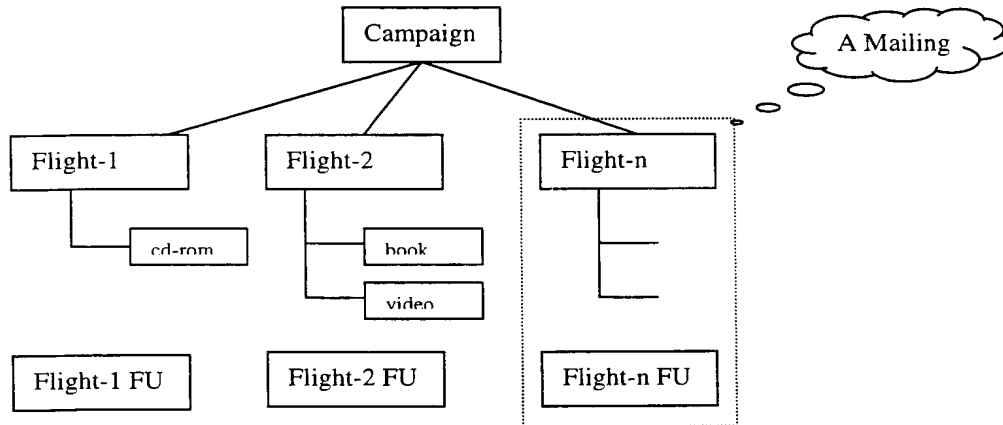 Campaign
A Mailing
Flight-1
Flight-2
Flight-n
cd-rom
book
video
Flight-1 FU
Flight-2 FU
Flight-n FU